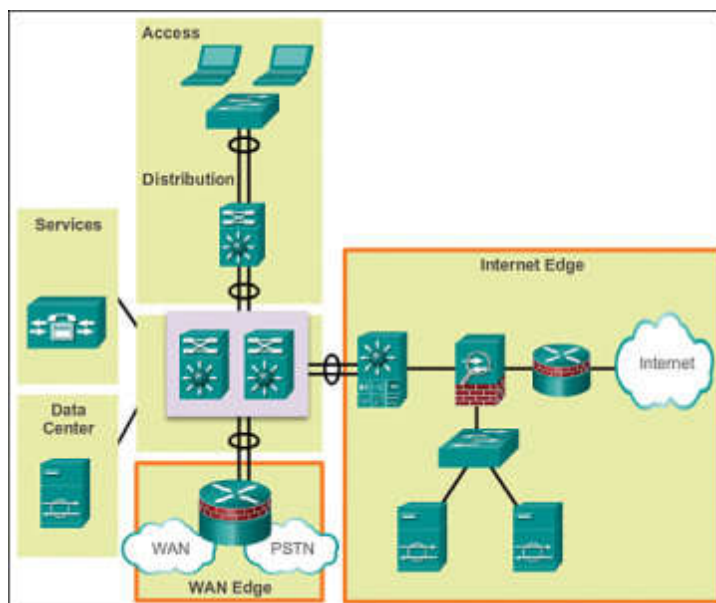 Access
Distribution
Services
Internet Edge
Internet
Data
Center
WAN
PSTN
WAN Edge